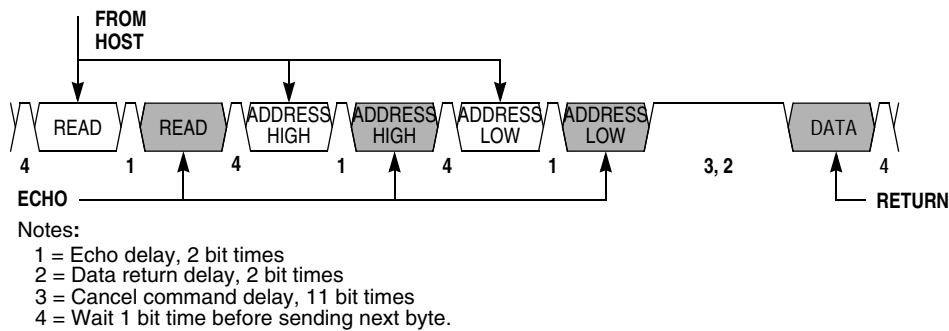 FROM
HOST
READ READ ADDRESS HIGH ADDRESS HIGH ADDRESS LOW ADDRESS LOW DATA
4 1 4 1 4 1 3, 2 4
ECHO RETURN
Notes:
1 = Echo delay, 2 bit times
2 = Data return delay, 2 bit times
3 = Cancel command delay, 11 bit times
4 = Wait 1 bit time before sending next byte.